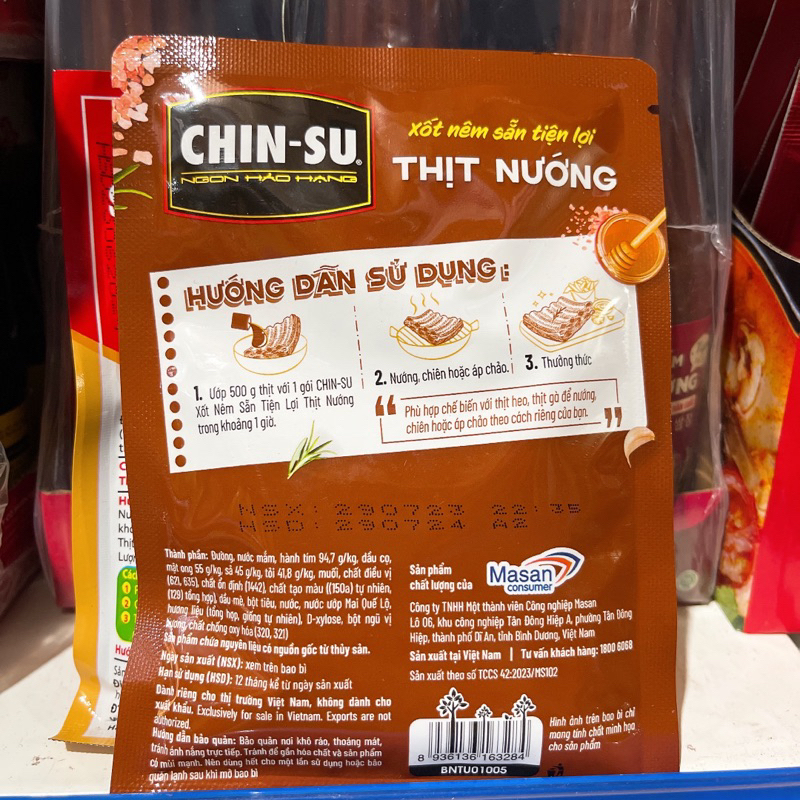 CHIN-SU
NGON HẢO HẠNG
Xốt nêm sẵn tiện lợi
THỊT NƯỚNG
HƯỚNG DẪN SỬ DỤNG:
1. Ướp 500 g thịt với 1 gói CHIN-SU
Xốt Nêm Sẵn Tiện Lợi Thịt Nướng
trong khoảng 1 giờ.
2. Nướng, chiên hoặc áp chảo.
3. Thưởng thức
Phù hợp chế biến với thịt heo, thịt gà để nướng,
chiên hoặc áp chảo theo cách riêng của bạn.
NSX: 290723 22:35
HSD: 290724 A2
Thành phần: Đường, nước mắm, hành tím 94,7 g/kg, dầu cọ,
mật ong 55 g/kg, sả 45 g/kg, tỏi 41,8 g/kg, muối, chất điều vị
(621, 635), chất ổn định (1442), chất tạo màu ((150a) tự nhiên,
(129) tổng hợp), dầu mè, bột tiêu, nước, nước ướp Mai Quế Lộ,
hương liệu (tổng hợp, giống tự nhiên), D-xylose, bột ngũ vị
hương, chất chống oxy hóa (320, 321)
Sản phẩm chứa nguyên liệu có nguồn gốc từ thủy sản.
Ngày sản xuất (NSX): xem trên bao bì
Hạn sử dụng (HSD): 12 tháng kể từ ngày sản xuất
Dành riêng cho thị trường Việt Nam, không dành cho
xuất khẩu. Exclusively for sale in Vietnam. Exports are not
authorized.
Hướng dẫn bảo quản: Bảo quản nơi khô ráo, thoáng mát,
tránh ánh nắng trực tiếp. Tránh để gần hóa chất và sản phẩm
có mùi mạnh. Nên dùng hết cho một lần sử dụng hoặc bảo
quản lạnh sau khi mở bao bì
Sản phẩm
chất lượng của
Masan
consumer
Công ty TNHH Một thành viên Công nghiệp Masan
Lô 06, khu công nghiệp Tân Đông Hiệp A, phường Tân Đông
Hiệp, thành phố Dĩ An, tỉnh Bình Dương, Việt Nam
Sản xuất tại Việt Nam | Tư vấn khách hàng: 1800 6068
Sản xuất theo số TCCS 42:2023/MS102
8 936136 163284
BNTU01005
Hình ảnh trên bao bì chỉ
mang tính chất minh họa
cho sản phẩm